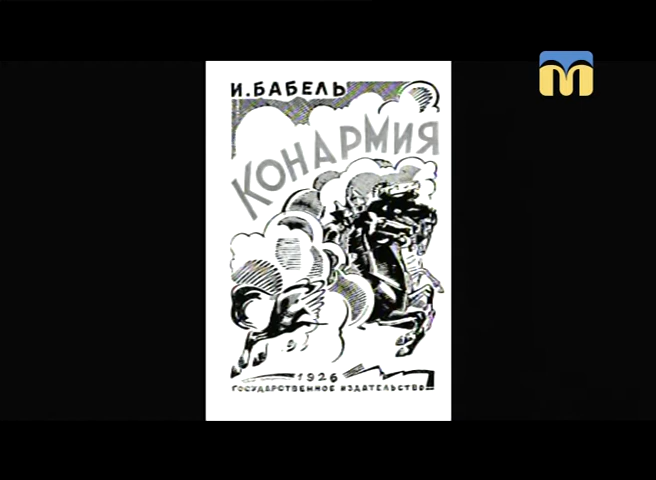 И.БАБЕЛЬ
КОНАРМИЯ
1926
ГОСУДАРСТВЕННОЕ ИЗДАТЕЛЬСТВО